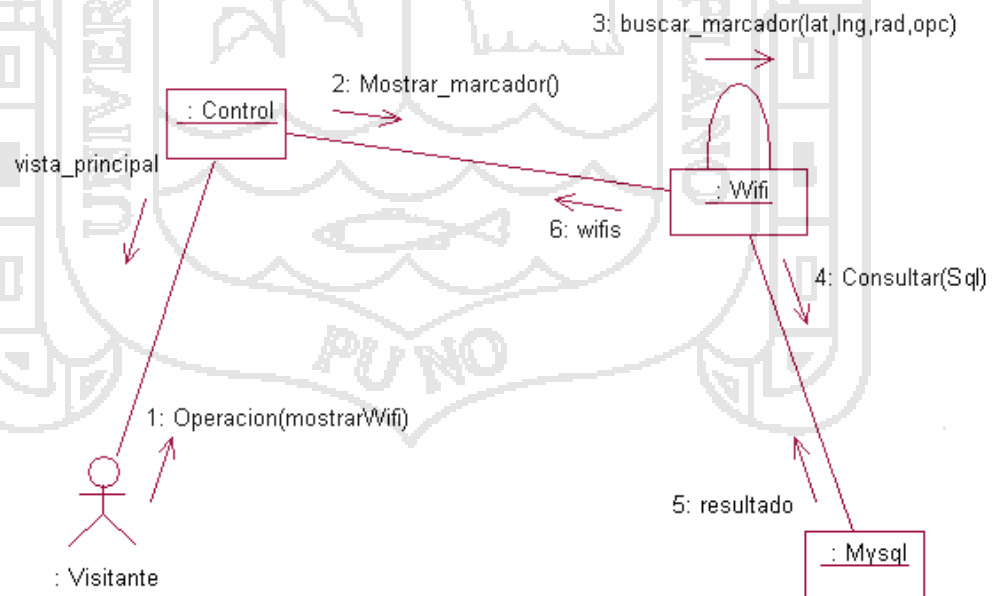 3: buscar_marcador(lat,lng,rad,opc)
2: Mostrar_marcador()
: Control
vista_principal
: Wifi
6: wifis
4: Consultar(Sql)
PUNO
1: Operacion(mostrarWifi)
5: resultado
: Mysql
: Visitante